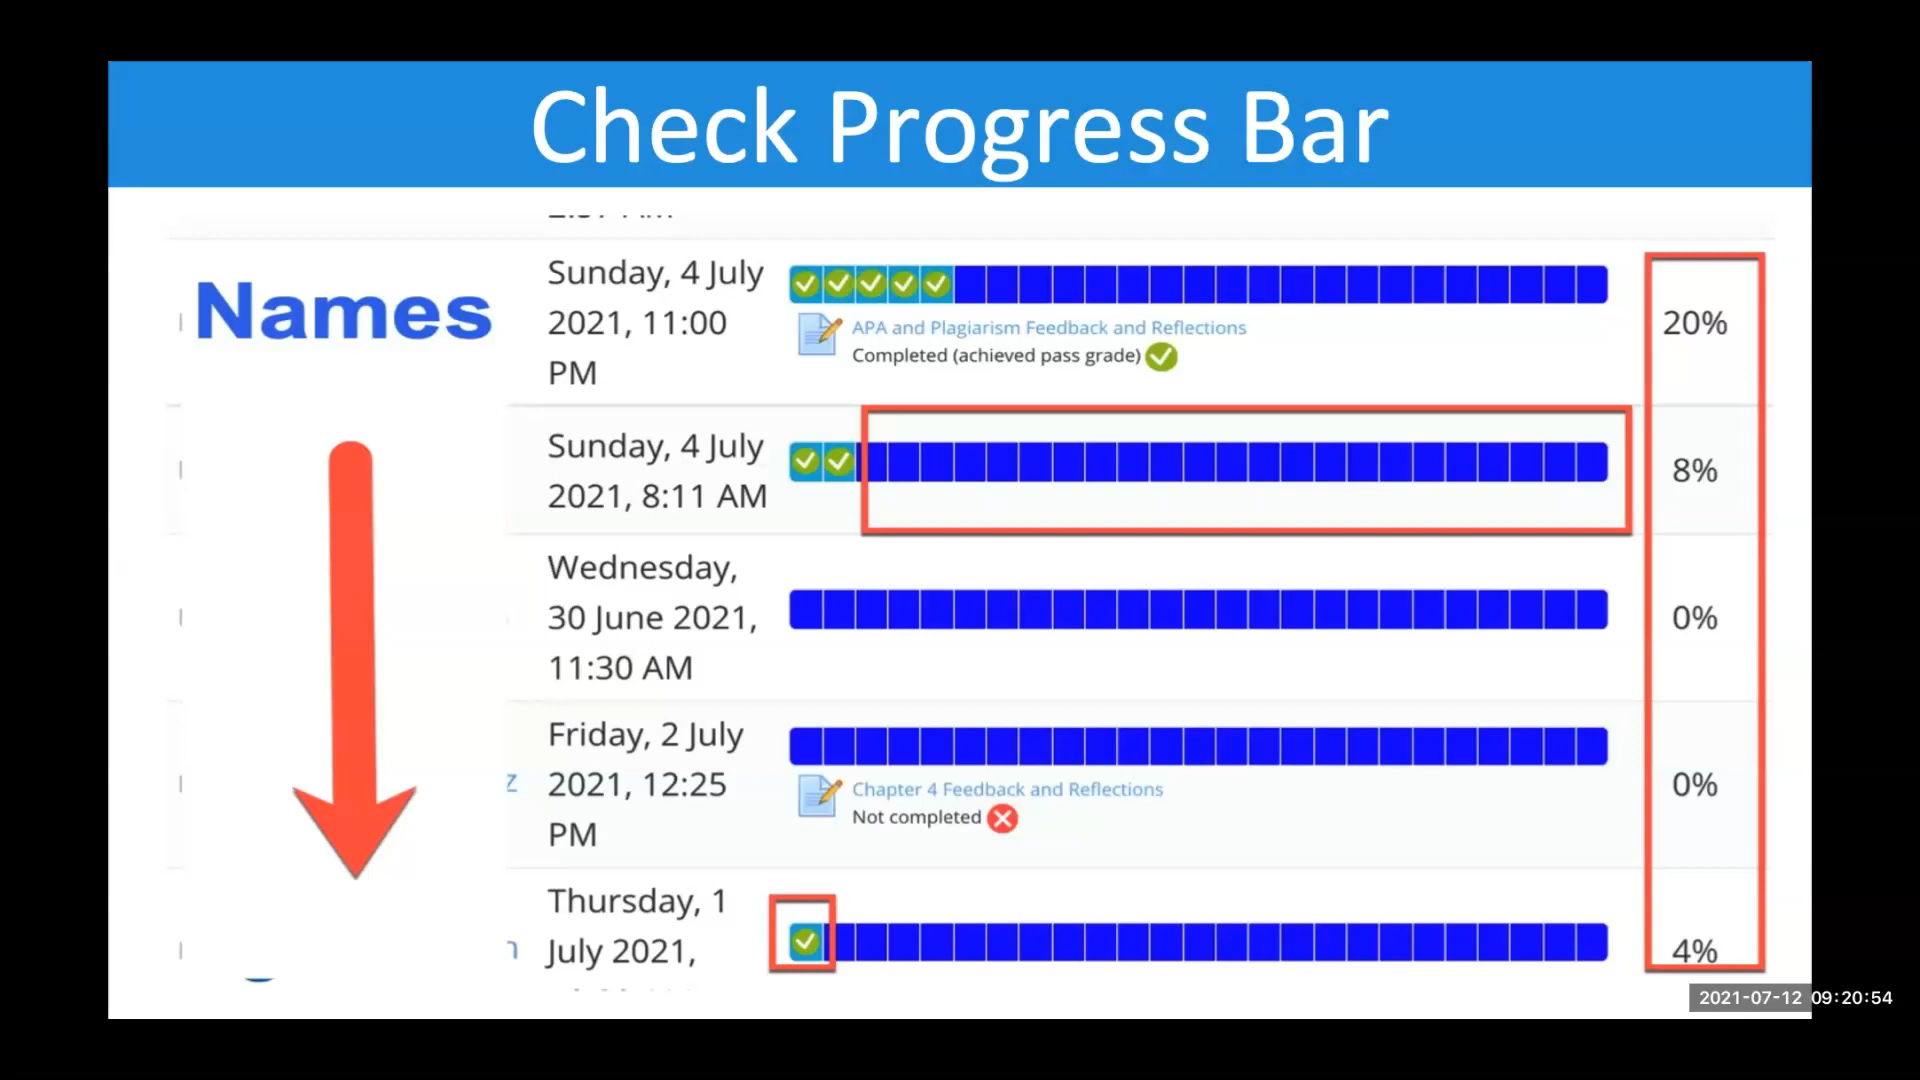 Check Progress Bar
Names
Sunday, 4 July
2021, 11:00
PM
APA and Plagiarism Feedback and Reflections
Completed (achieved pass grade)
20%
Sunday, 4 July
2021, 8:11 AM
8%
Wednesday,
30 June 2021,
11:30 AM
0%
Friday, 2 July
2021, 12:25
PM
Chapter 4 Feedback and Reflections
Not completed
0%
z
Thursday, 1
July 2021,
4%
n
2021-07-12 09:20:54